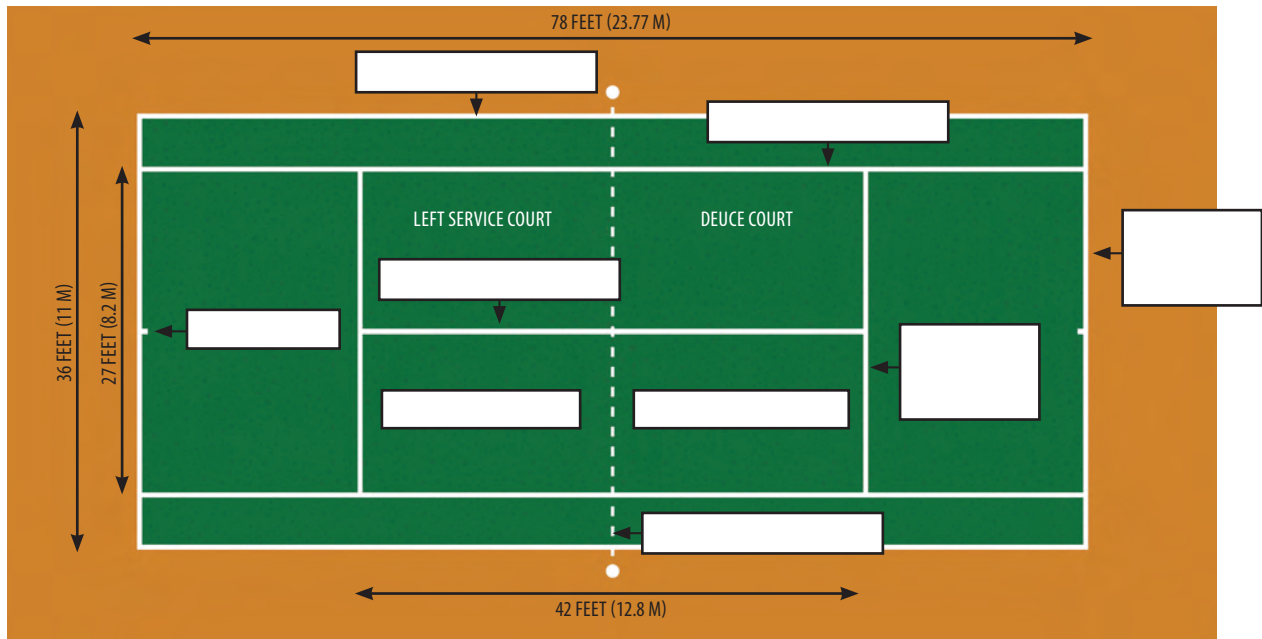 78 FEET (23.77 M)
LEFT SERVICE COURT
DEUCE COURT
36 FEET (11 M)
27 FEET (8.2 M)
42 FEET (12.8 M)